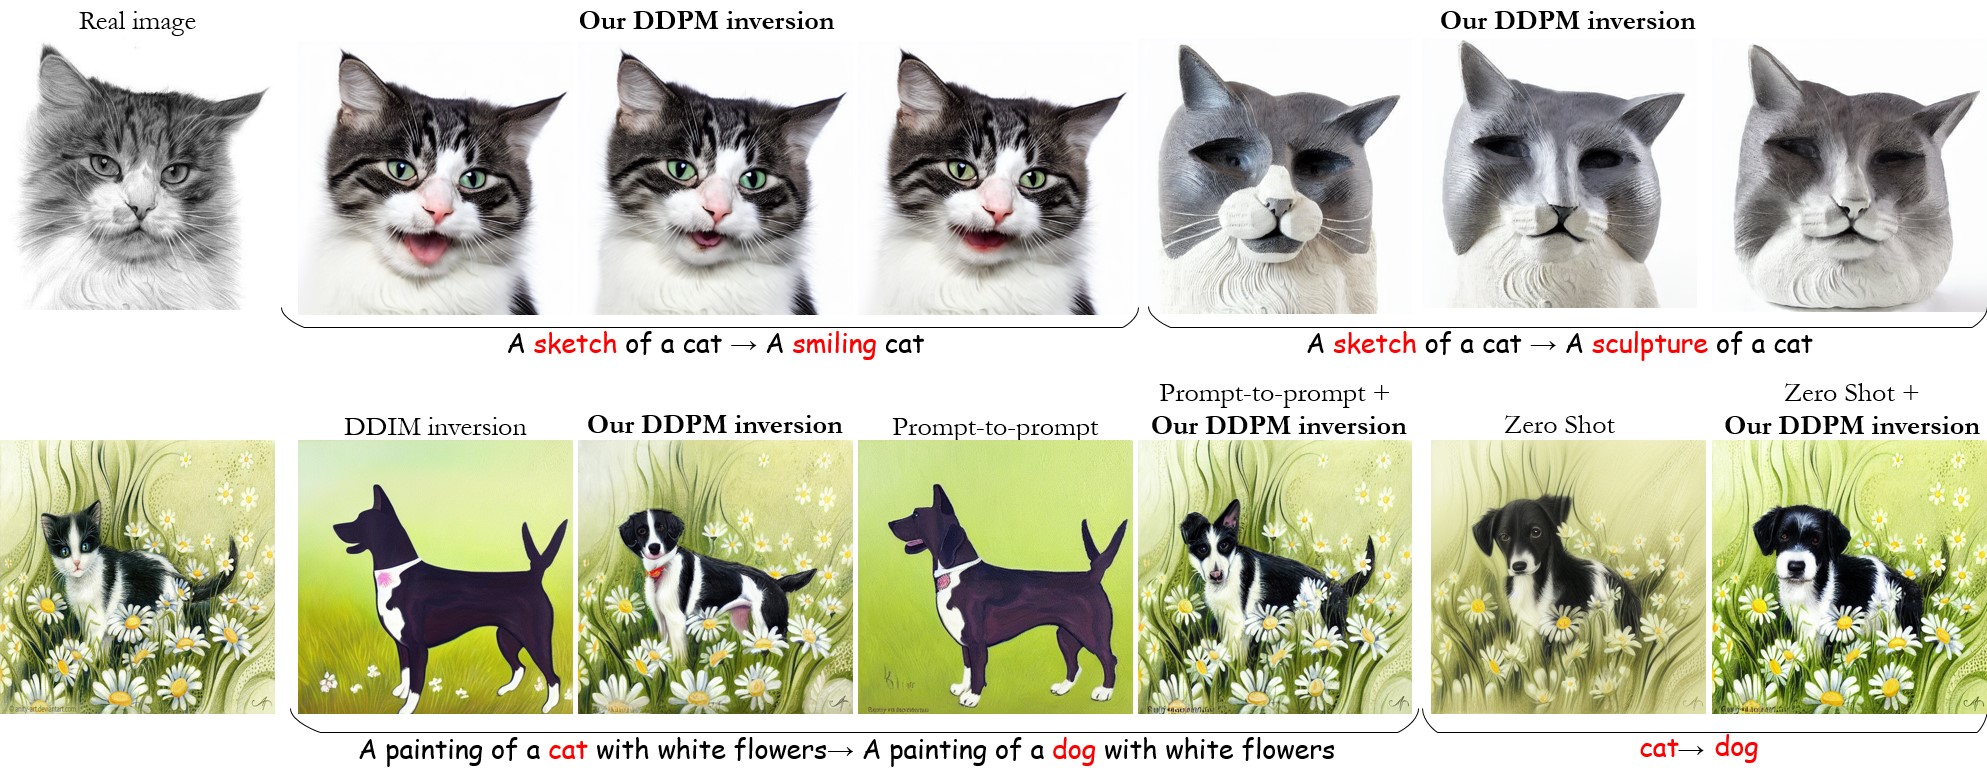 Real image
Our DDPM inversion
Our DDPM inversion
A sketch of a cat → A smiling cat
A sketch of a cat → A sculpture of a cat
DDIM inversion
Our DDPM inversion
Prompt-to-prompt
Prompt-to-prompt +
Our DDPM inversion
Zero Shot
Zero Shot +
Our DDPM inversion
A painting of a cat with white flowers→ A painting of a dog with white flowers
cat→ dog